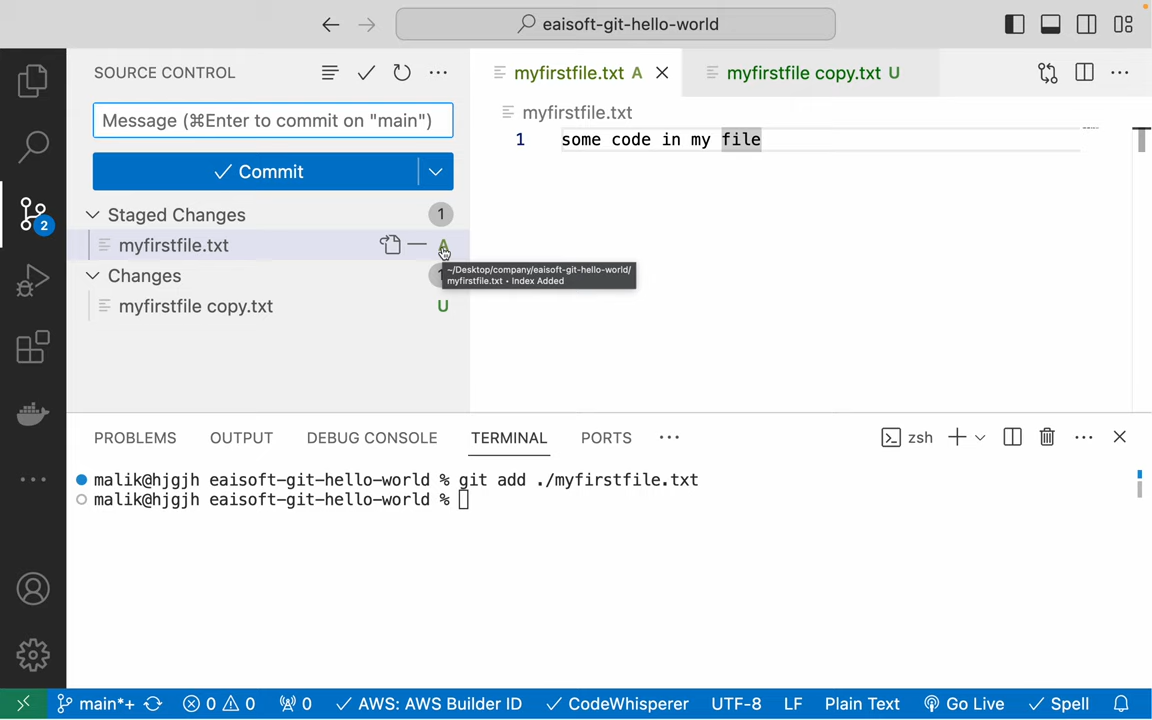 eaisoft-git-hello-world
SOURCE CONTROL
Message (⌘Enter to commit on "main")
Commit
Staged Changes 1
myfirstfile.txt A
~/Desktop/company/eaisoft-git-hello-world/
myfirstfile.txt • Index Added
Changes 1
myfirstfile copy.txt U
2
myfirstfile.txt A
myfirstfile copy.txt U
myfirstfile.txt
1 some code in my file
PROBLEMS OUTPUT DEBUG CONSOLE TERMINAL PORTS
zsh
malik@hjgjh eaisoft-git-hello-world % git add ./myfirstfile.txt
malik@hjgjh eaisoft-git-hello-world %
main*+ 0 0 0 AWS: AWS Builder ID CodeWhisperer UTF-8 LF Plain Text Go Live Spell